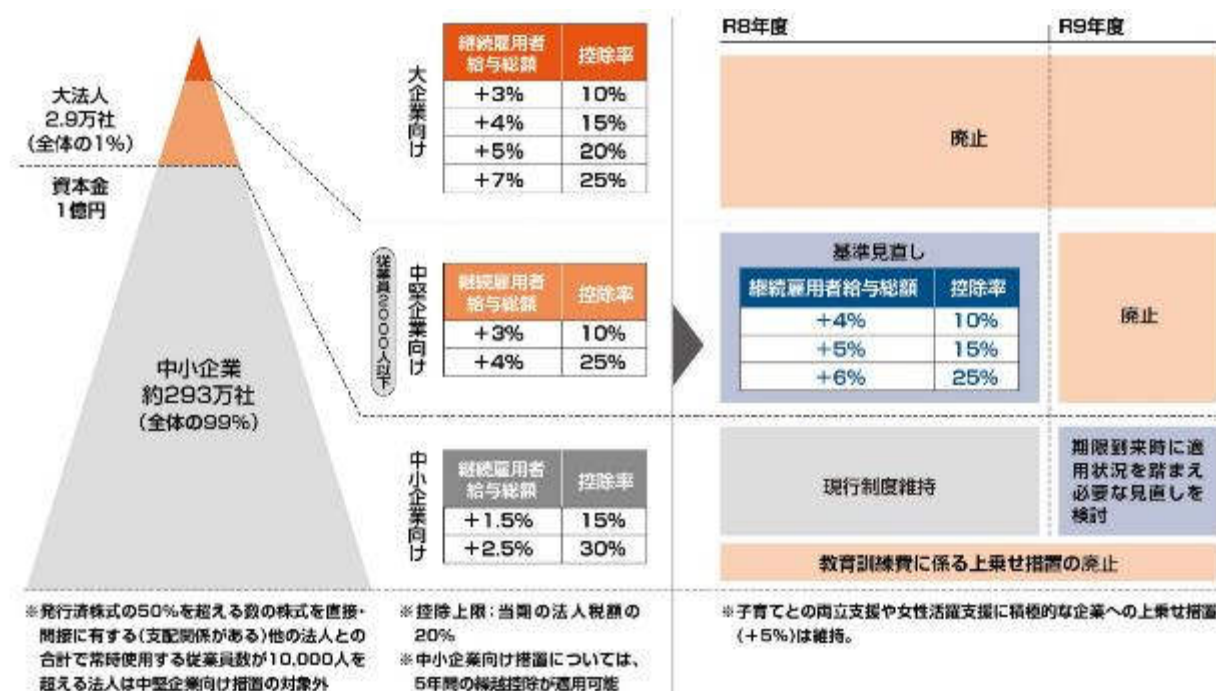 大法人
2.9万社
(全体の1%)
資本金
1億円
中小企業
約293万社
(全体の99%)
大企業向け
継続雇用者
給与総額
控除率
+3%
10%
+4%
15%
+5%
20%
+7%
25%
従業員2000人以下
中堅企業向け
継続雇用者
給与総額
控除率
+3%
10%
+4%
25%
中小企業向け
継続雇用者
給与総額
控除率
+1.5%
15%
+2.5%
30%
R8年度
R9年度
廃止
基準見直し
継続雇用者給与総額
控除率
+4%
10%
+5%
15%
+6%
25%
廃止
現行制度維持
期限到来時に適
用状況を踏まえ
必要な見直しを
検討
教育訓練費に係る上乗せ措置の廃止
※発行済株式の50%を超える数の株式を直接・
間接に有する(支配関係がある)他の法人との
合計で常時使用する従業員数が10,000人を
超える法人は中堅企業向け措置の対象外
※控除上限:当期の法人税額の
20%
※中小企業向け措置については、
5年間の繰越控除が適用可能
※子育てとの両立支援や女性活躍支援に積極的な企業への上乗せ措置
(+5%)は維持。